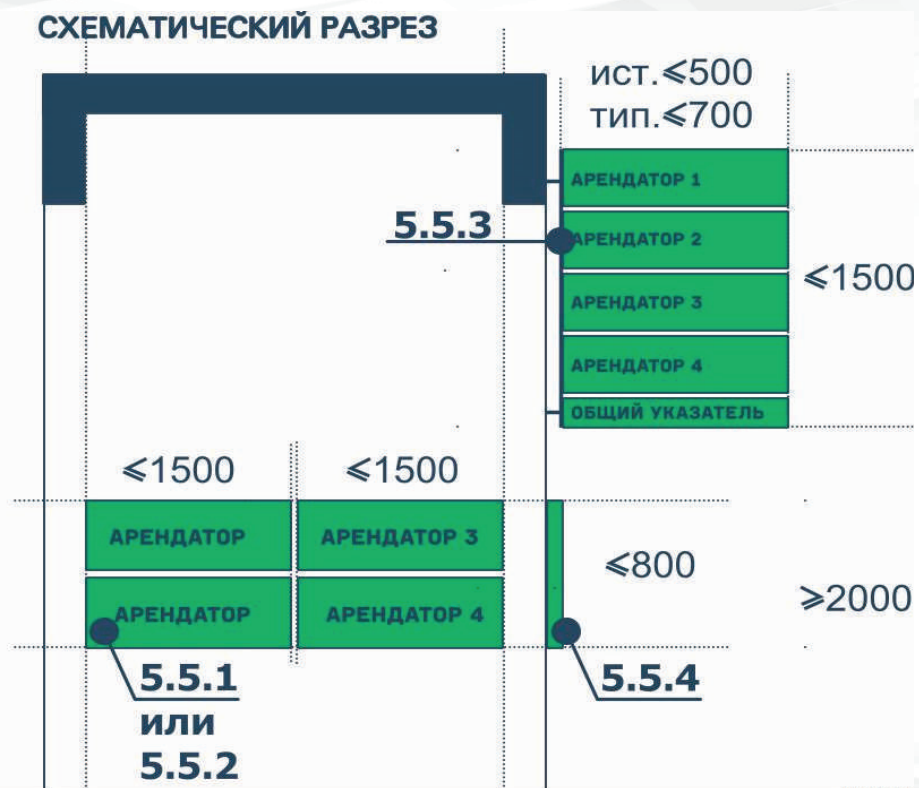 СХЕМАТИЧЕСКИЙ РАЗРЕЗ
ист.⩽500
тип.⩽700
АРЕНДАТОР 1
5.5.3
АРЕНДАТОР 2
⩽1500
АРЕНДАТОР 3
АРЕНДАТОР 4
ОБЩИЙ УКАЗАТЕЛЬ
⩽1500
⩽1500
АРЕНДАТОР
АРЕНДАТОР 3
⩽800
⩾2000
АРЕНДАТОР
АРЕНДАТОР 4
5.5.1
или
5.5.2
5.5.4